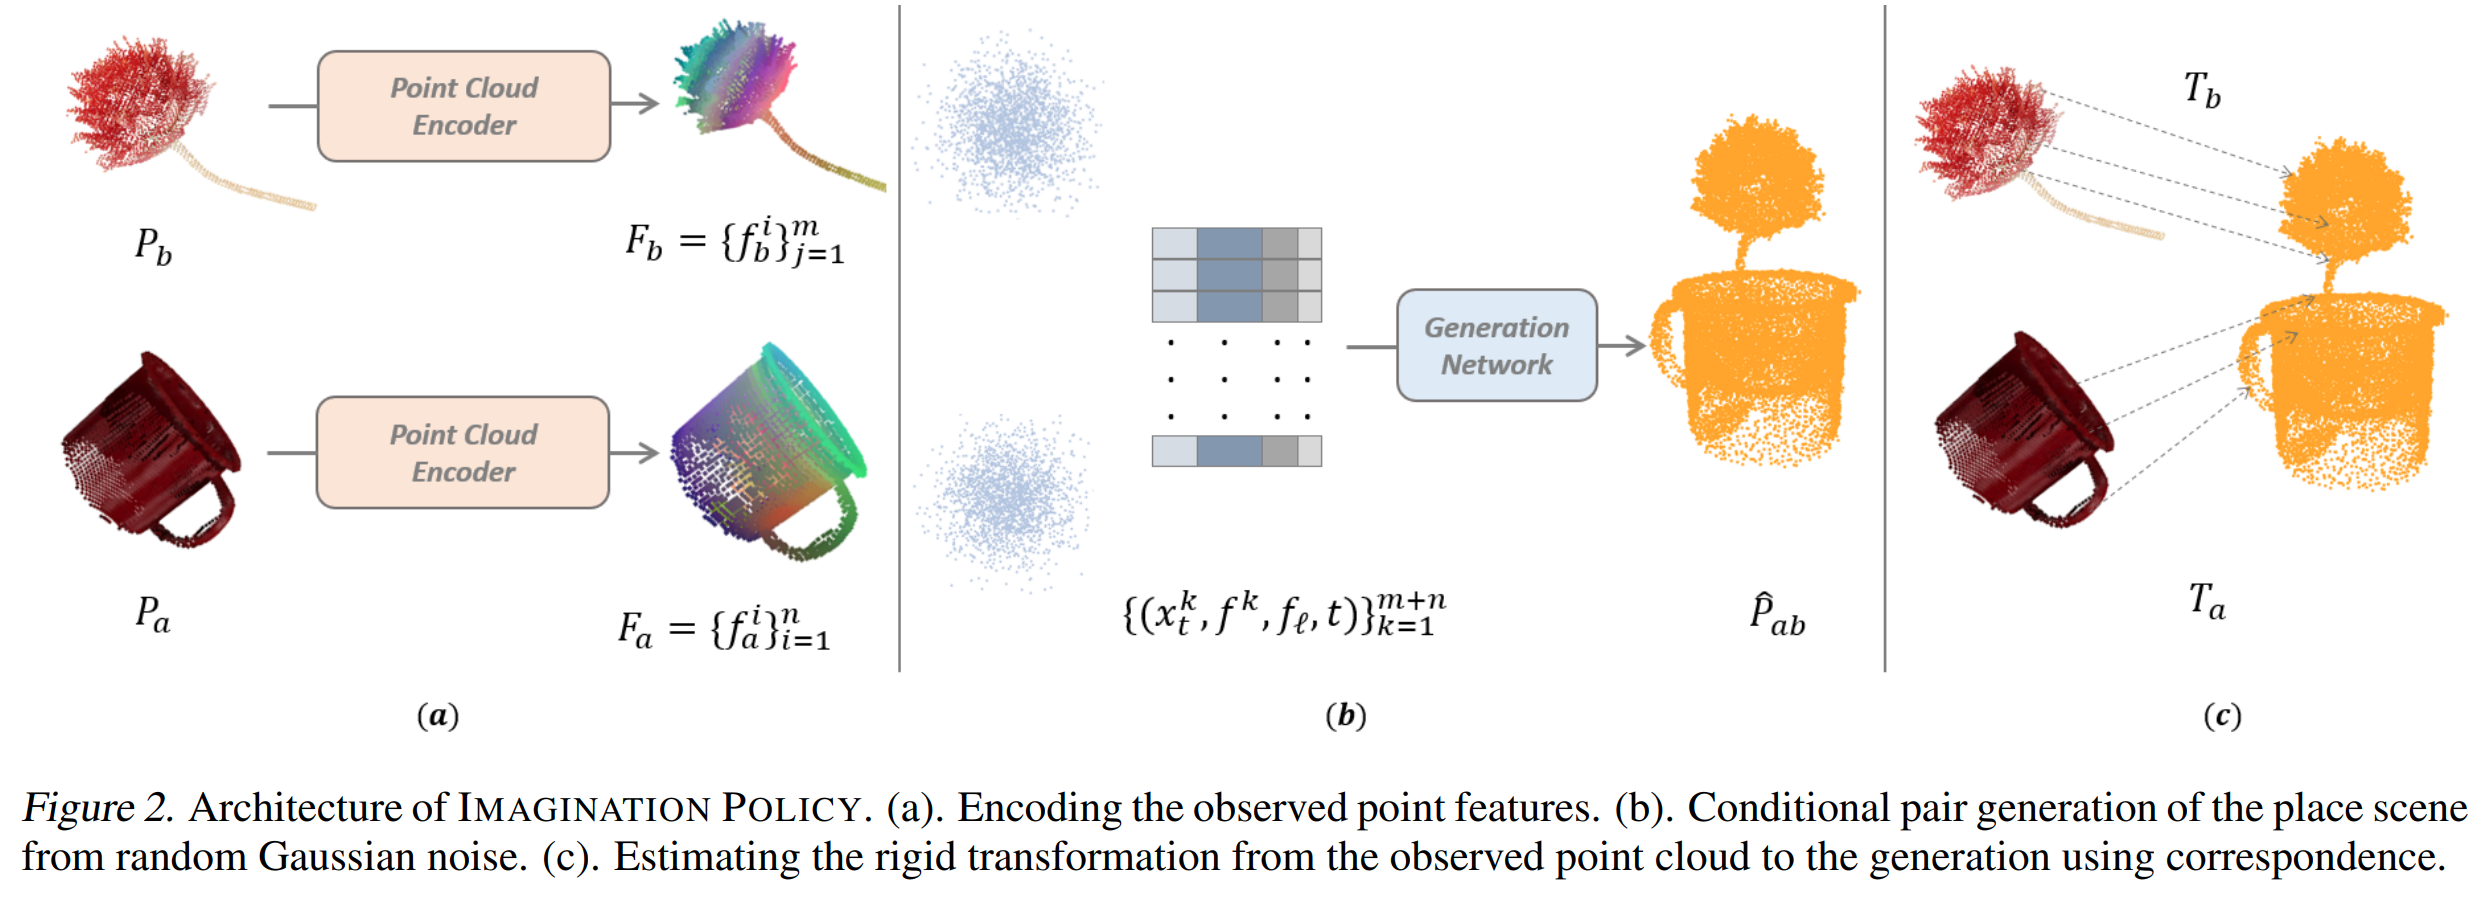 Point Cloud
Encoder
P_b
F_b = {f_b^i}_{j=1}^m
Point Cloud
Encoder
P_a
F_a = {f_a^i}_{i=1}^n
(a)
Generation
Network
{(x_t^k, f^k, f_ℓ, t)}_{k=1}^{m+n}
P̂_{ab}
(b)
T_b
T_a
(c)
Figure 2. Architecture of IMAGINATION POLICY. (a). Encoding the observed point features. (b). Conditional pair generation of the place scene
from random Gaussian noise. (c). Estimating the rigid transformation from the observed point cloud to the generation using correspondence.